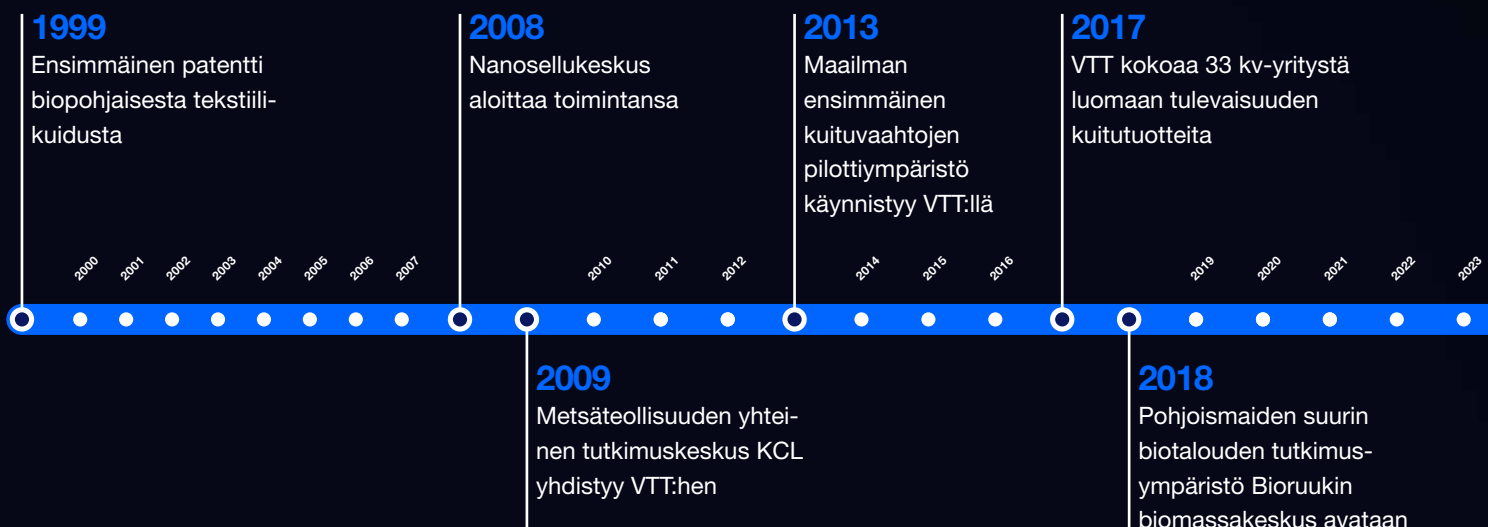 1999
Ensimmäinen patentti
biopohjaisesta tekstiili-
kuidusta
2008
Nanosellukeskus
aloittaa toimintansa
2013
Maailman
ensimmäinen
kuituvaahtojen
pilottiympäristö
käynnistyy VTT:llä
2017
VTT kokoaa 33 kv-yritystä
luomaan tulevaisuuden
kuitutuotteita
2000 2001 2002 2003 2004 2005 2006 2007 2010 2011 2012 2014 2015 2016 2019 2020 2021 2022 2023
2009
Metsäteollisuuden yhtei-
nen tutkimuskeskus KCL
yhdistyy VTT:hen
2018
Pohjoismaiden suurin
biotalouden tutkimus-
ympäristö Bioruukin
biomassakeskus avataan